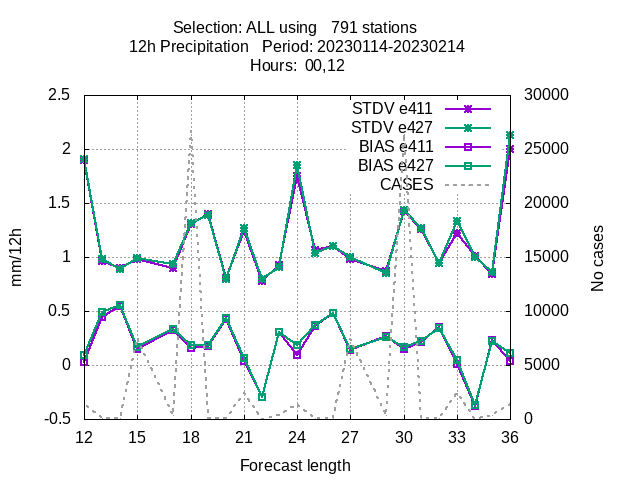 Selection: ALL using   791 stations
12h Precipitation   Period: 20230114-20230214
Hours:  00,12
2.5
2
1.5
1
0.5
0
-0.5
mm/12h
STDV e411
STDV e427
BIAS e411
BIAS e427
CASES
30000
25000
20000
15000
10000
5000
0
No cases
12 15 18 21 24 27 30 33 36
Forecast length